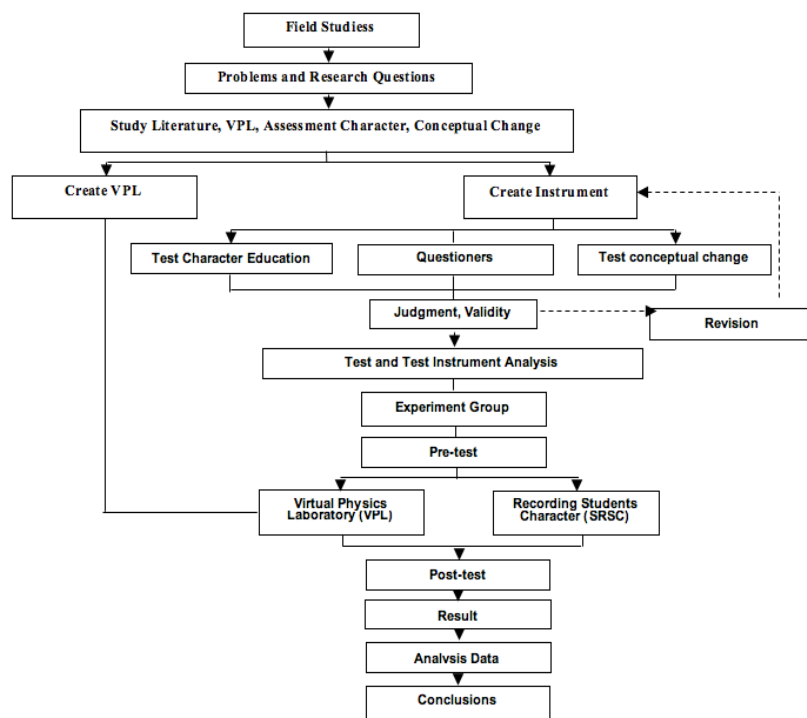 Field Studiess
Problems and Research Questions
Study Literature, VPL, Assessment Character, Conceptual Change
Create VPL
Create Instrument
Test Character Education
Questioners
Test conceptual change
Judgment, Validity
Revision
Test and Test Instrument Analysis
Experiment Group
Pre-test
Virtual Physics
Laboratory (VPL)
Recording Students
Character (SRSC)
Post-test
Result
Analysis Data
Conclusions